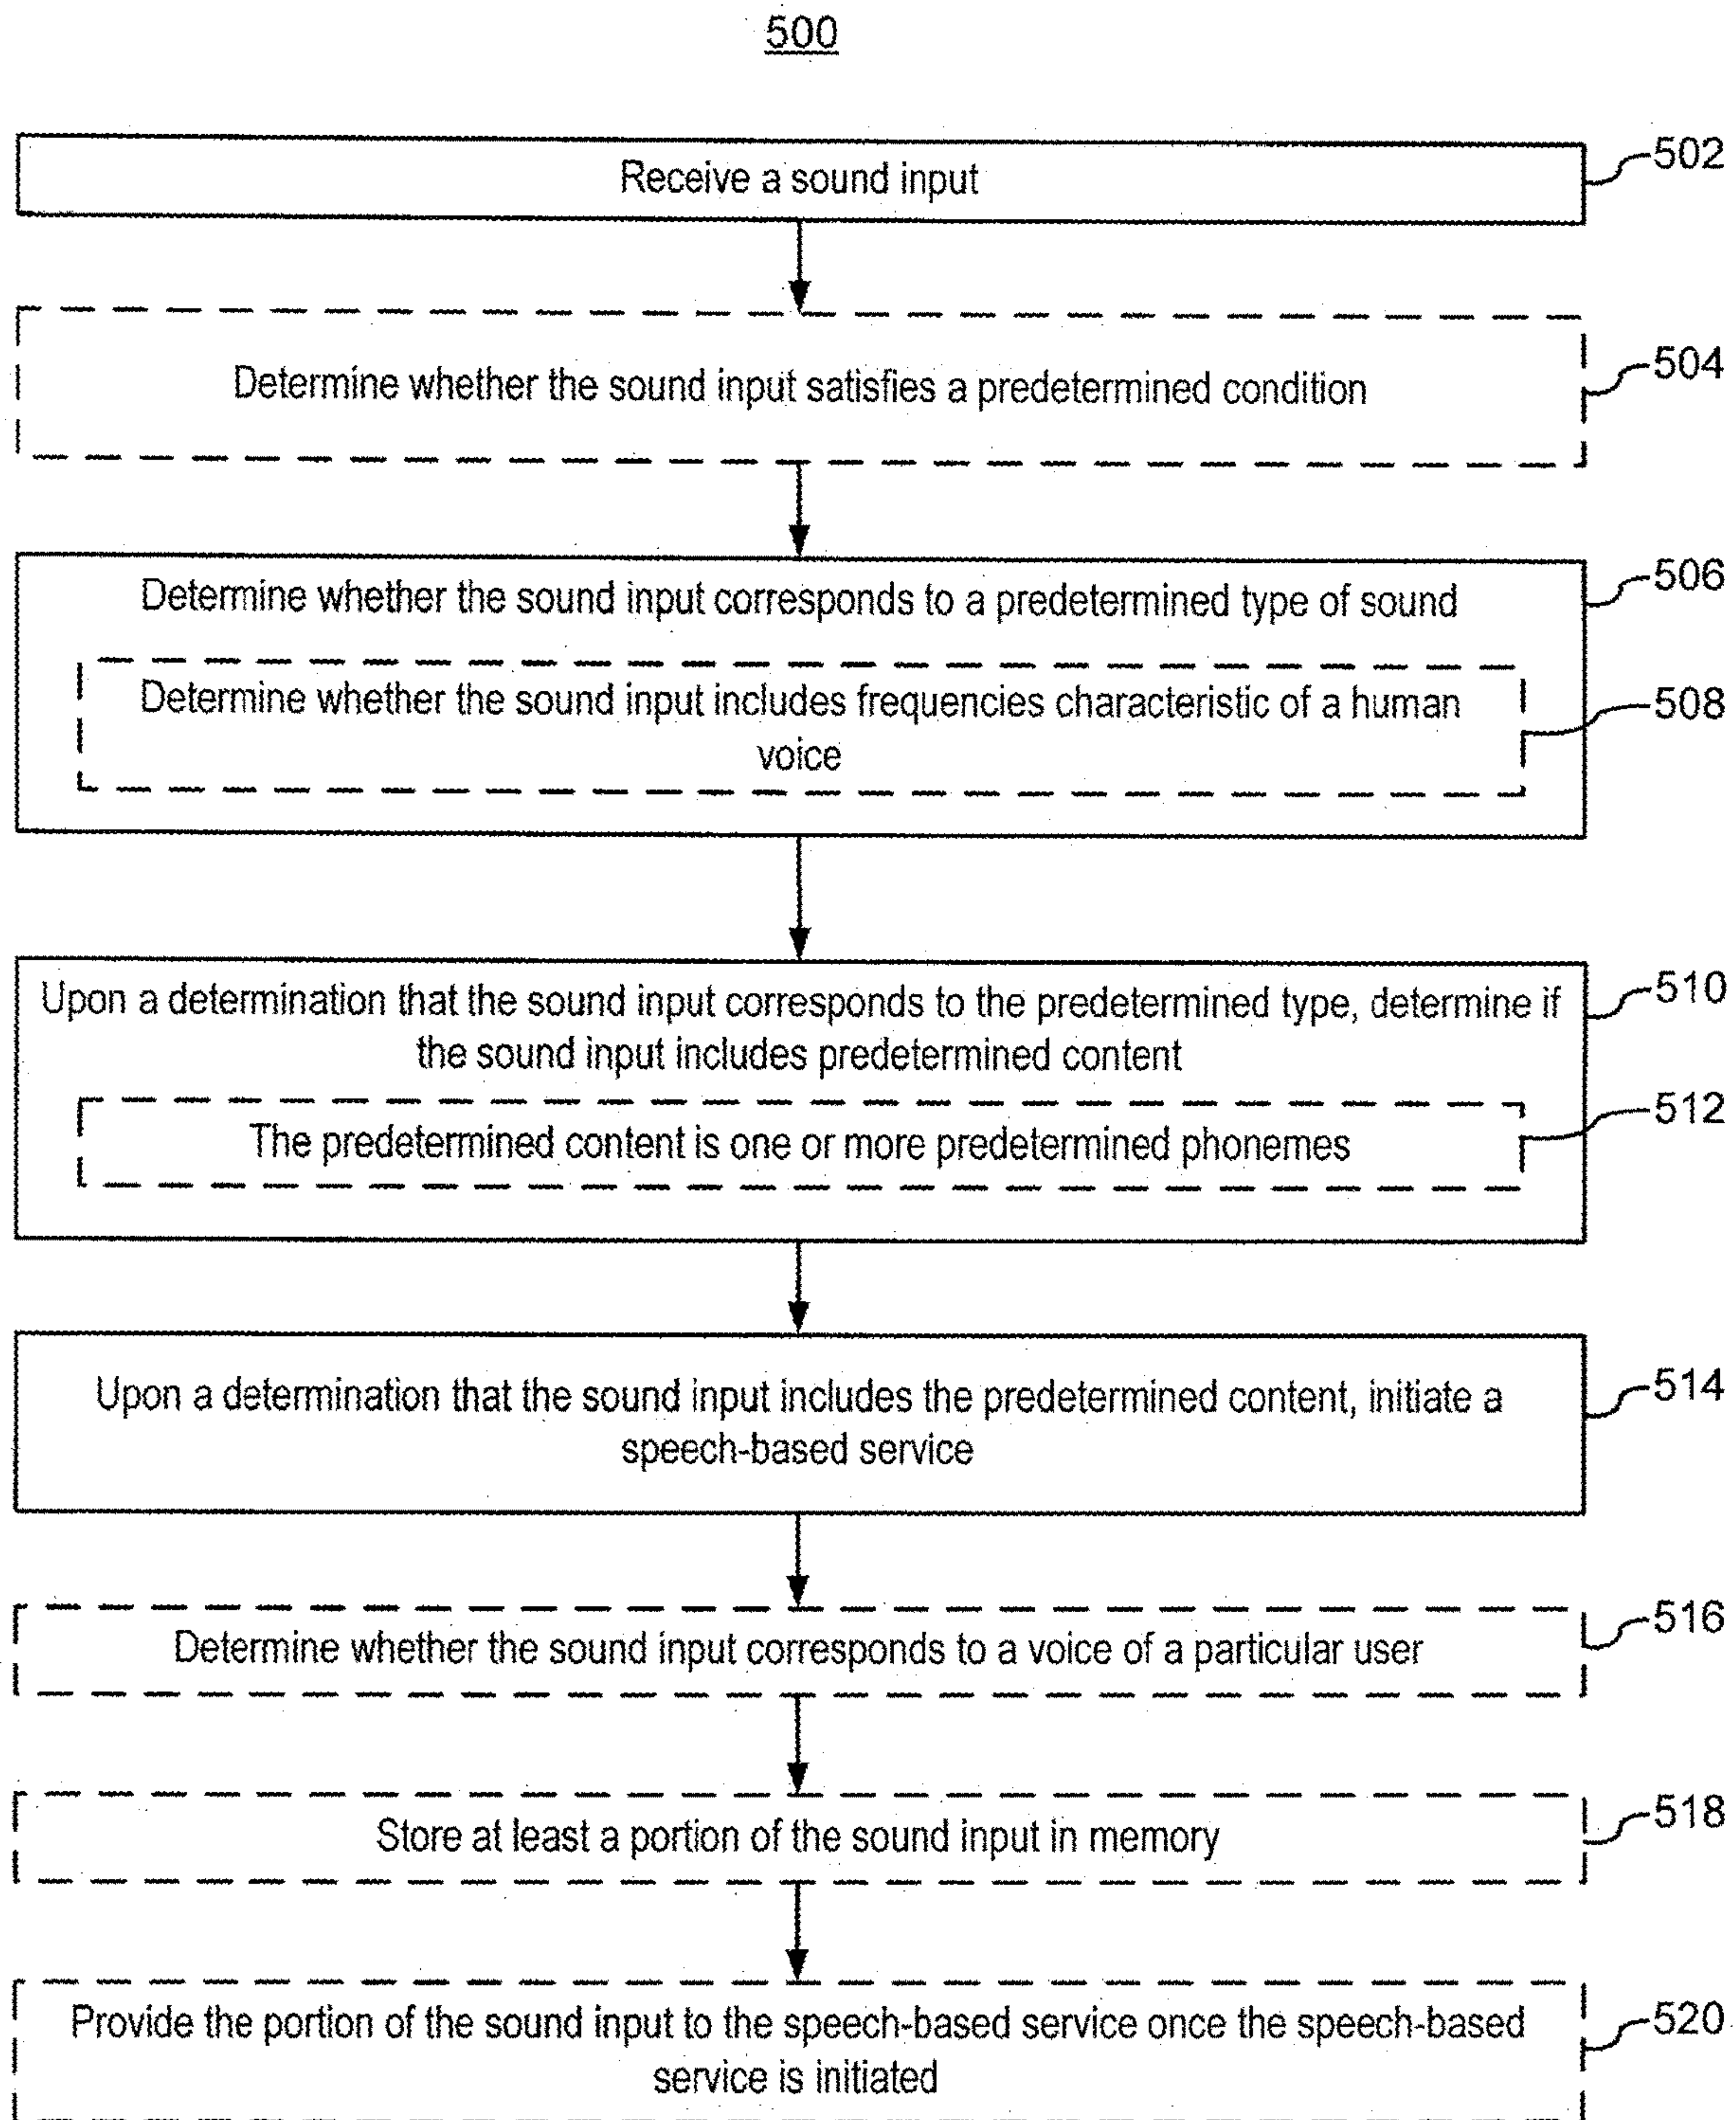 500
Receive a sound input
502
Determine whether the sound input satisfies a predetermined condition
504
Determine whether the sound input corresponds to a predetermined type of sound
506
Determine whether the sound input includes frequencies characteristic of a human
voice
508
Upon a determination that the sound input corresponds to the predetermined type, determine if
the sound input includes predetermined content
510
The predetermined content is one or more predetermined phonemes
512
Upon a determination that the sound input includes the predetermined content, initiate a
speech-based service
514
Determine whether the sound input corresponds to a voice of a particular user
516
Store at least a portion of the sound input in memory
518
Provide the portion of the sound input to the speech-based service once the speech-based
service is initiated
520